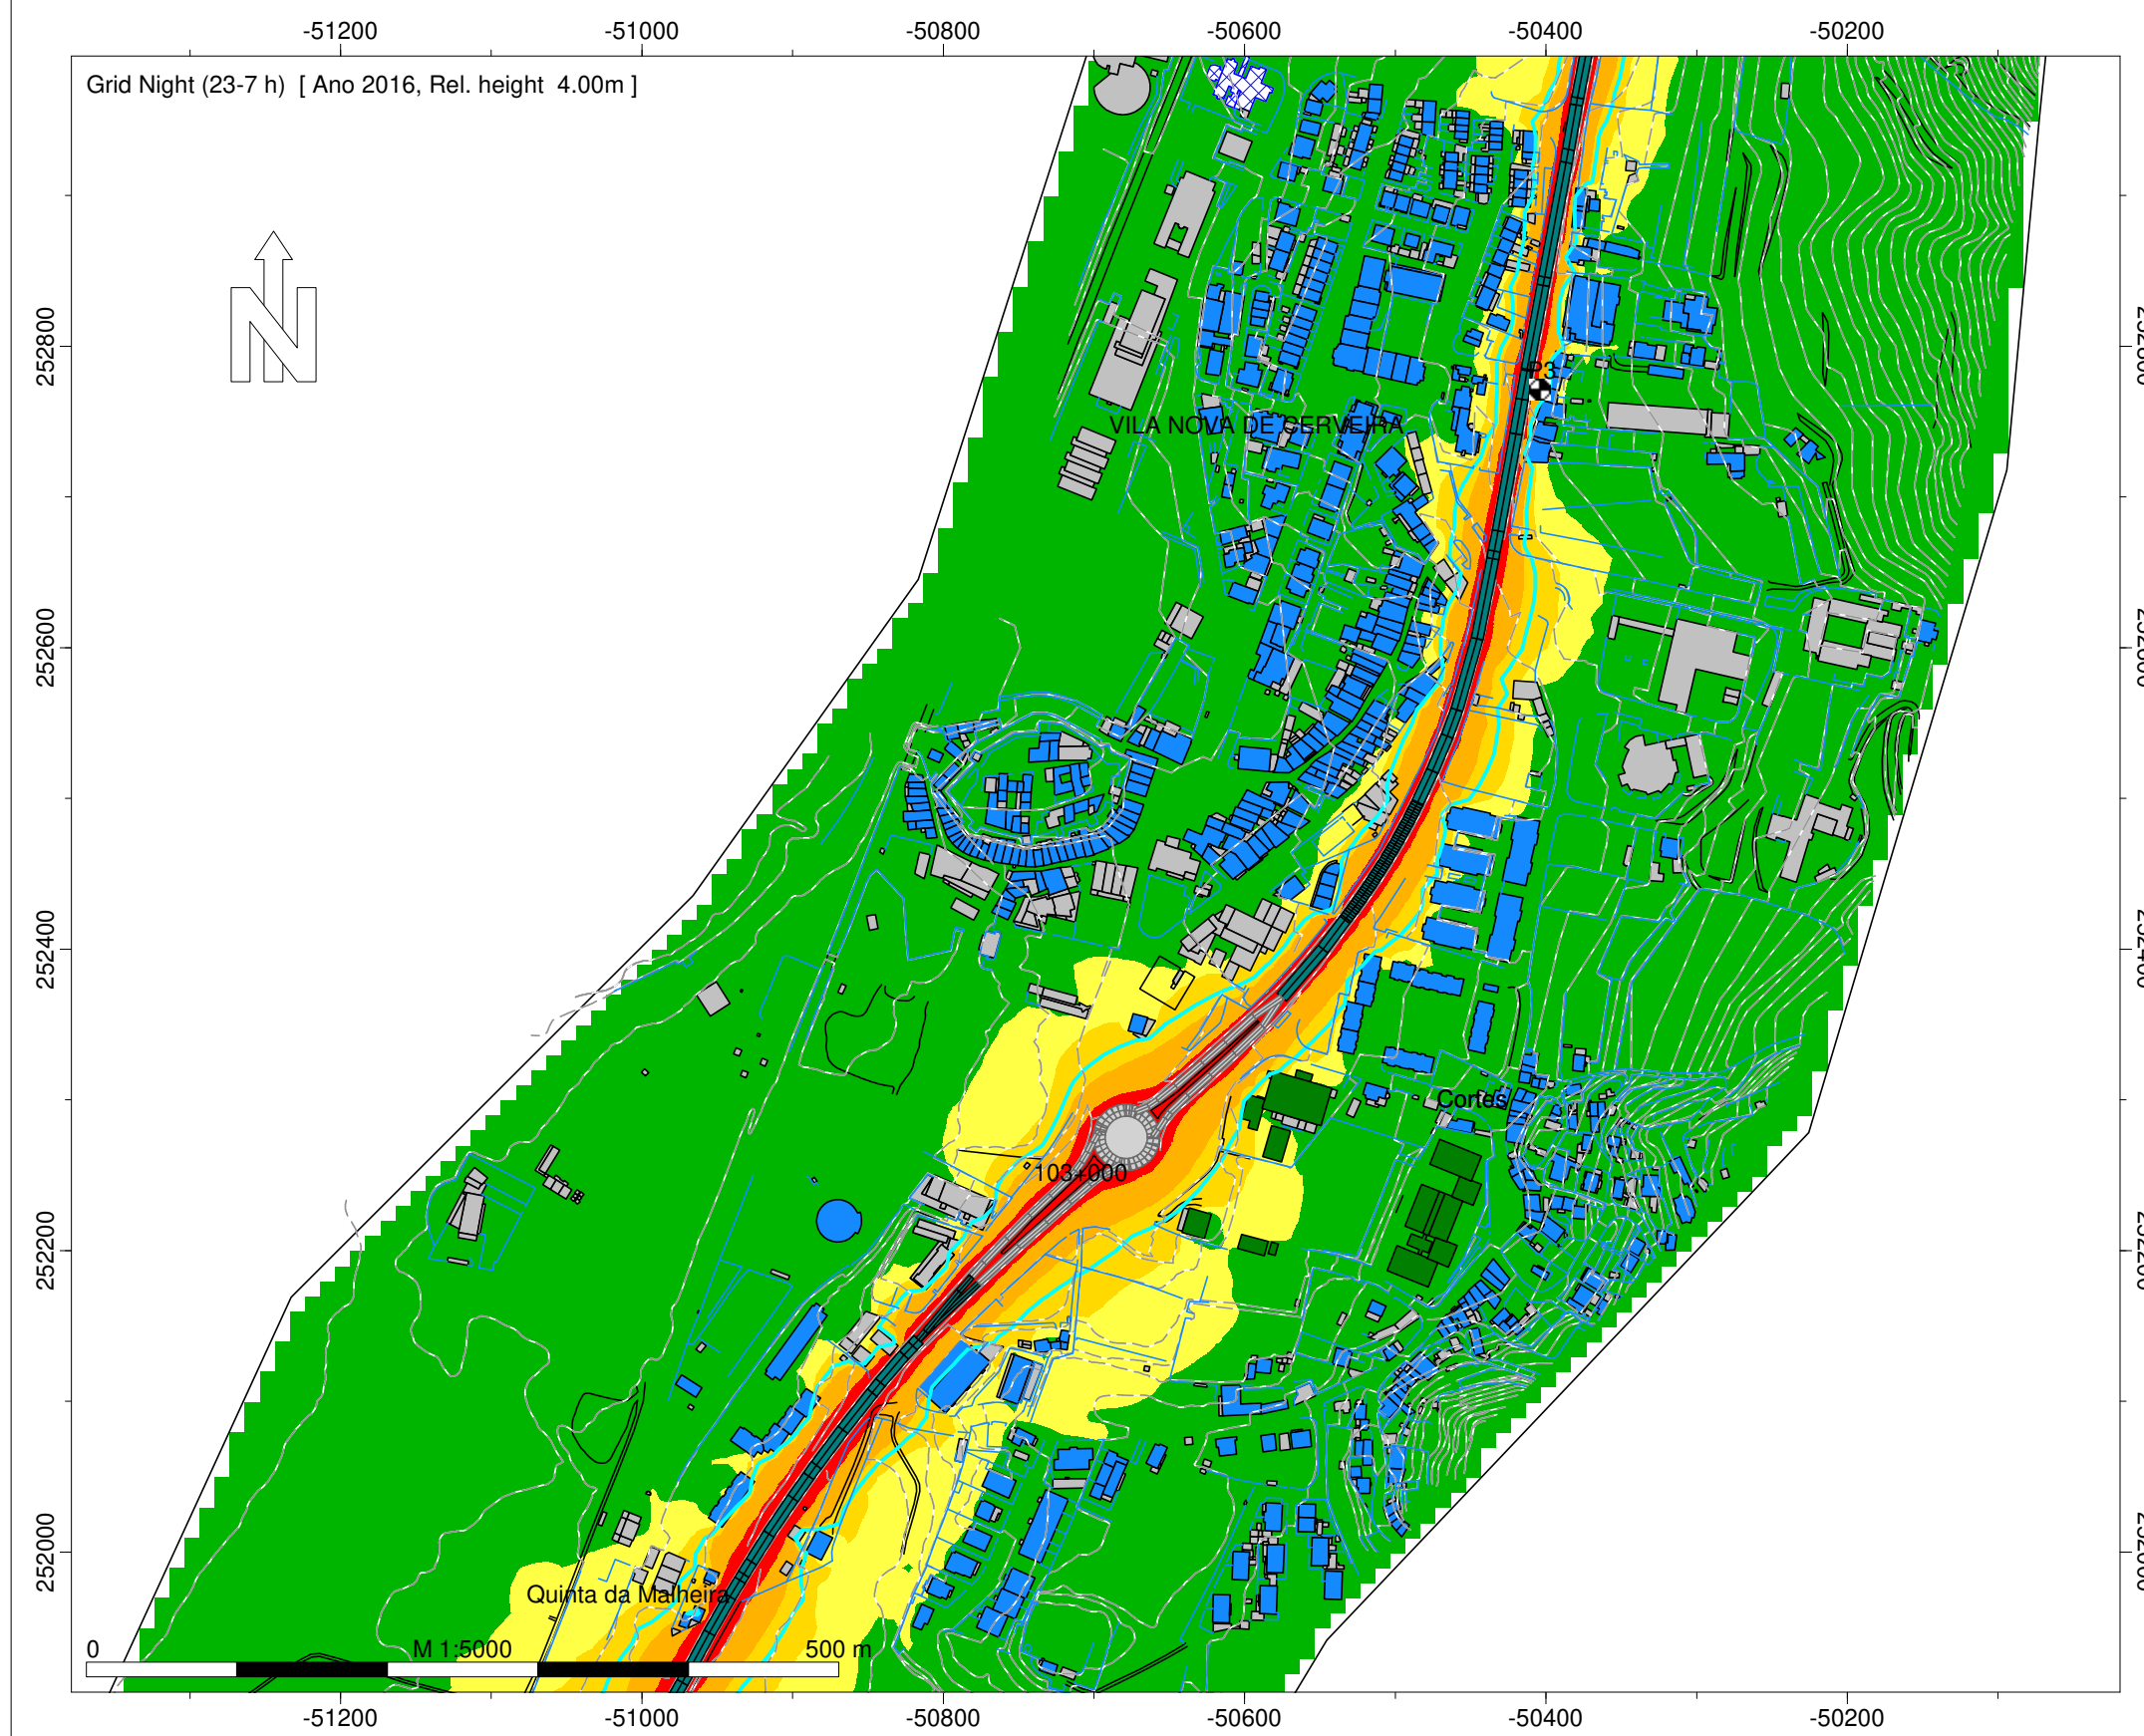 -51200 -51000 -50800 -50600 -50400 -50200
Grid Night (23-7 h) [ Ano 2016, Rel. height 4.00m ]
N
252800
252600
252400
252200
252000
P3
VILA NOVA DE CERVEIRA
Cortes
103+000
Quinta da Malheira
0 M 1:5000 500 m
-51200 -51000 -50800 -50600 -50400 -50200